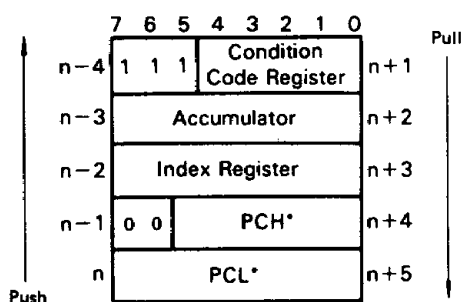 7 6 5 4 3 2 1 0
Pull
n-4 1 1 1 Condition Code Register n+1
n-3 Accumulator n+2
n-2 Index Register n+3
n-1 0 0 PCH* n+4
n PCL* n+5
Push